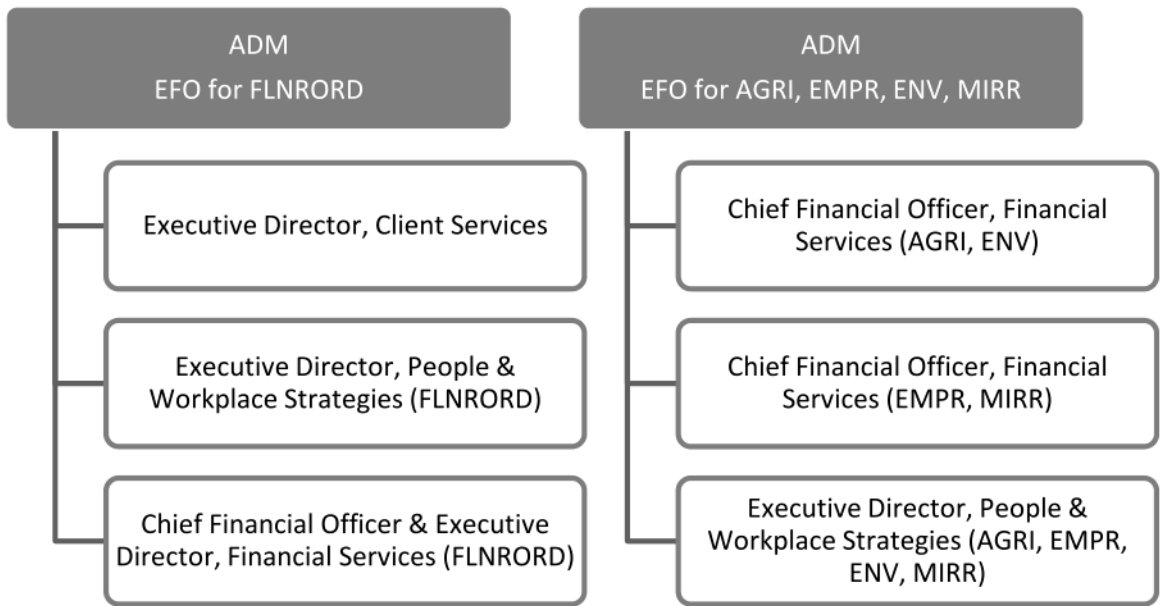 ADM
EFO for FLNRORD
Executive Director, Client Services
Executive Director, People &
Workplace Strategies (FLNRORD)
Chief Financial Officer & Executive
Director, Financial Services (FLNRORD)
ADM
EFO for AGRI, EMPR, ENV, MIRR
Chief Financial Officer, Financial
Services (AGRI, ENV)
Chief Financial Officer, Financial
Services (EMPR, MIRR)
Executive Director, People &
Workplace Strategies (AGRI, EMPR,
ENV, MIRR)